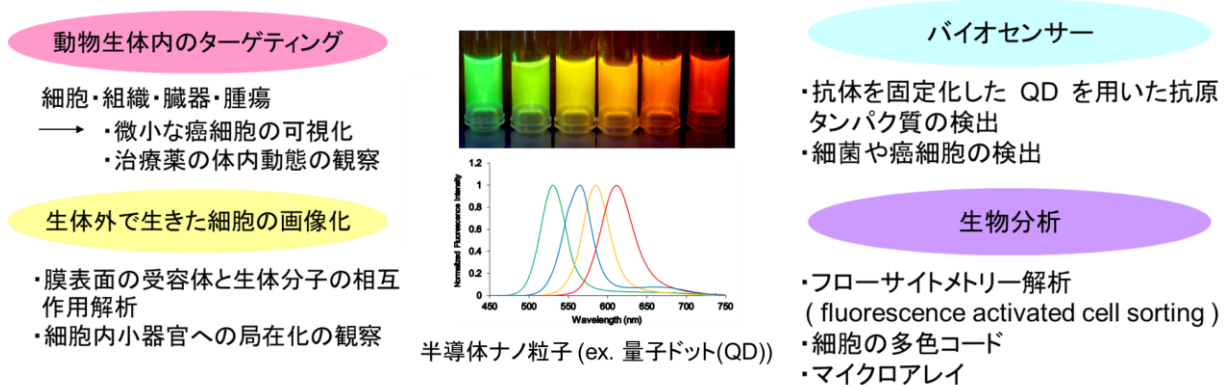 動物生体内のターゲティング
細胞・組織・臓器・腫瘍
・微小な癌細胞の可視化
・治療薬の体内動態の観察
生体外で生きた細胞の画像化
・膜表面の受容体と生体分子の相互
作用解析
・細胞内小器官への局在化の観察
Normalized Fluorescence Intensity
1.2
1
0.8
0.6
0.4
0.2
0
450 500 550 600 650 700 750
Wavelength (nm)
半導体ナノ粒子 (ex. 量子ドット(QD))
バイオセンサー
・抗体を固定化した QD を用いた抗原
タンパク質の検出
・細菌や癌細胞の検出
生物分析
・フローサイトメトリー解析
( fluorescence activated cell sorting )
・細胞の多色コード
・マイクロアレイ